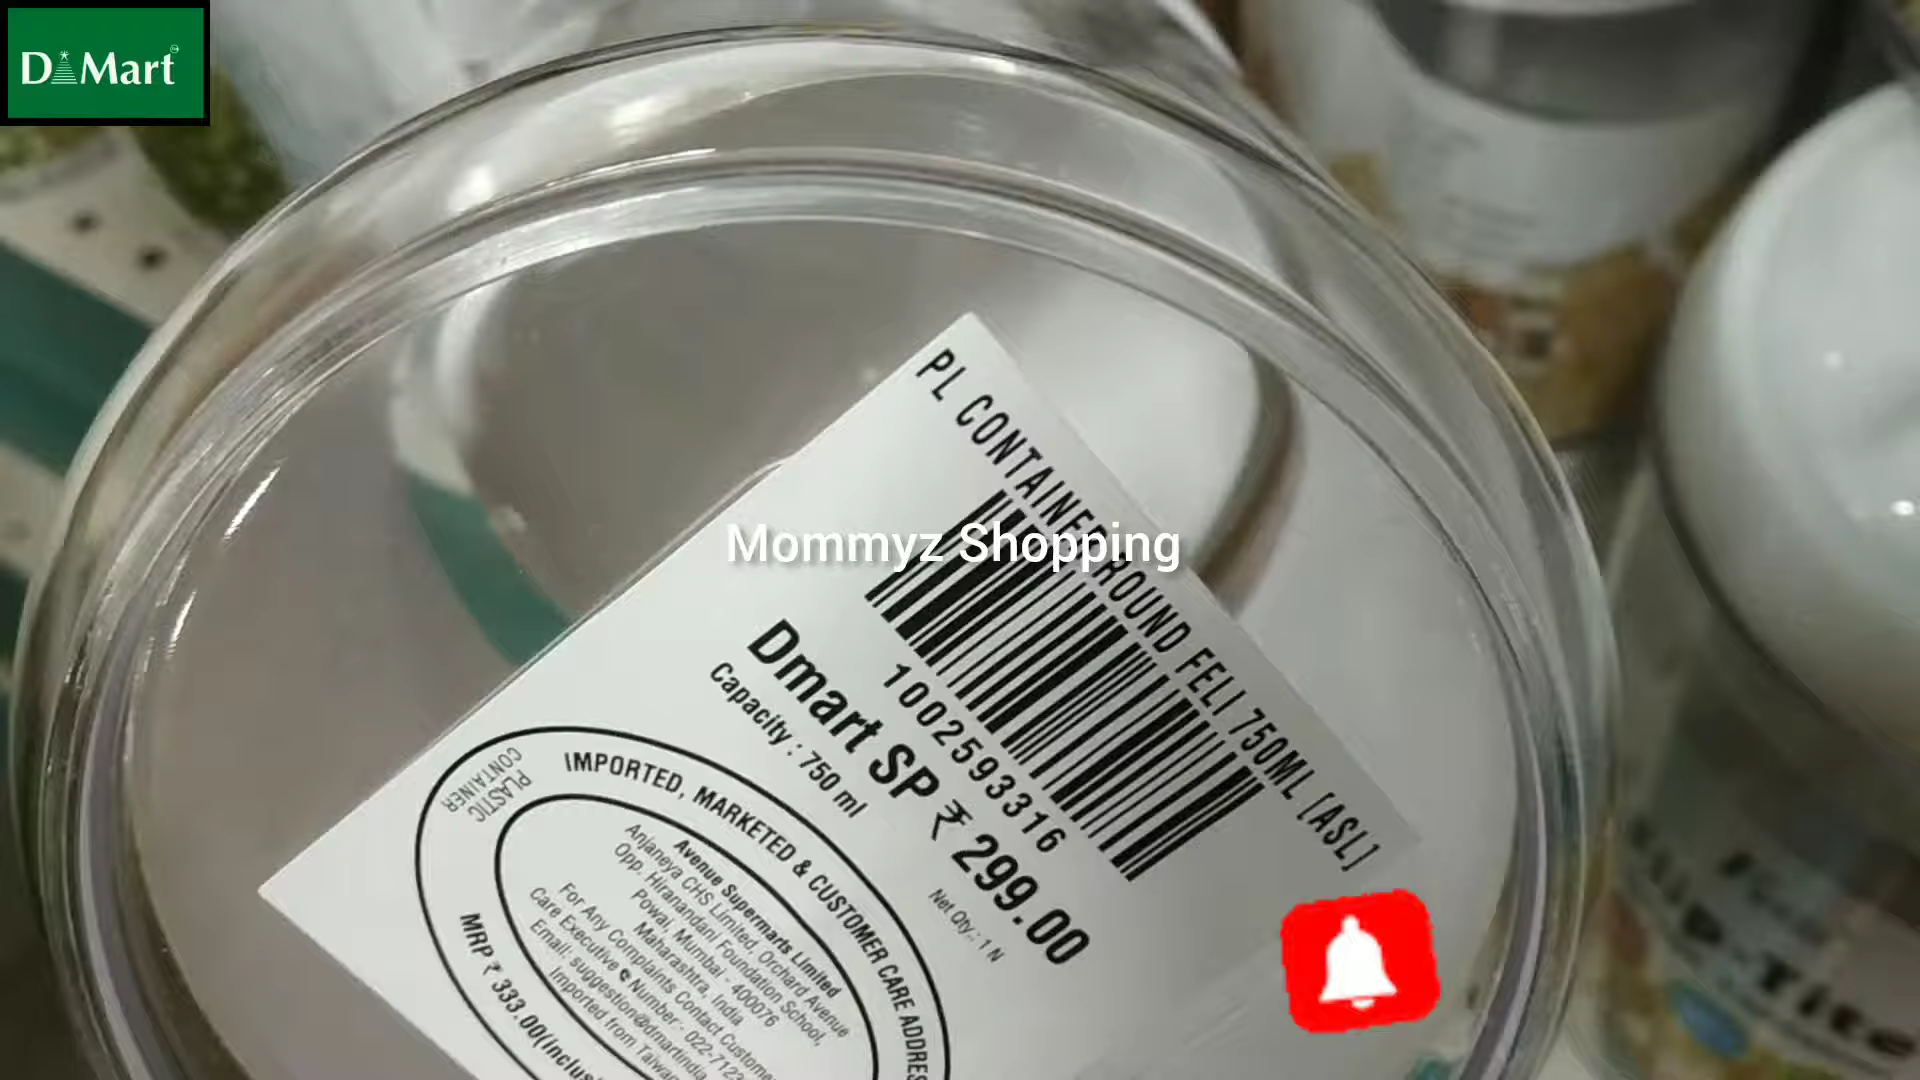 D Mart
PL CONTAINER ROUND FELI 750ML [ASL]
Mommyz Shopping
1002593316
Dmart SP ₹ 299.00
Capacity : 750 ml
Net Qty.: 1 N
PLASTIC
CONTAINER
IMPORTED, MARKETED & CUSTOMER CARE ADDRES
Avenue Supermarts Limited
Anjaneya CHS Limited, Orchard Avenue
Opp. Hiranandani Foundation School,
Powai, Mumbai - 400076
Maharashtra, India
For Any Complaints Contact Custome
Care Executive Number:- 022-7123
Email: suggestion@dmartindia
Imported from Taiwa
MRP ₹ 333.00(inclus
Tite